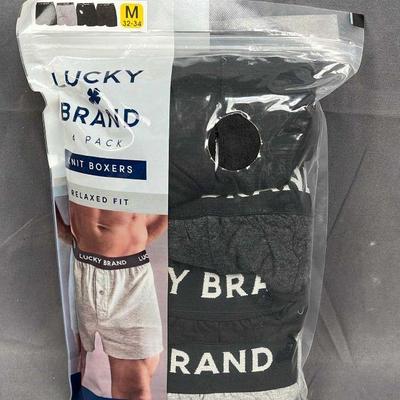 M
32-34
LUCKY
BRAND
4 PACK
KNIT BOXERS
RELAXED FIT
LUCKY BRAND
Y BRA
BRAND